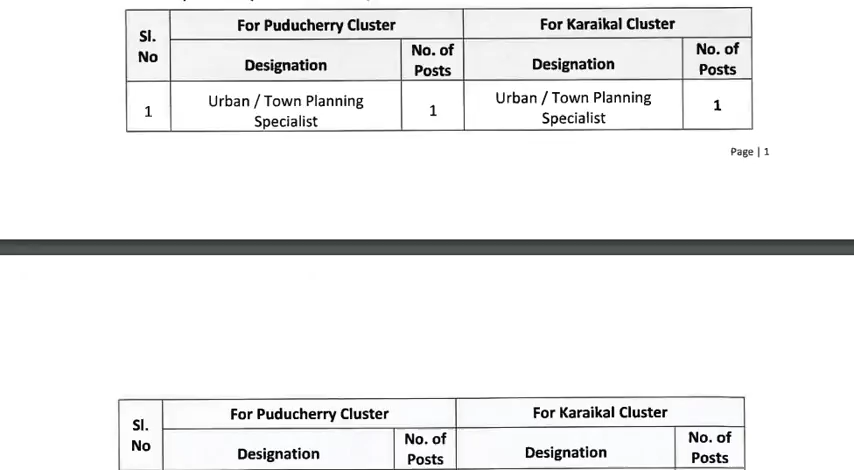 Sl. No
For Puducherry Cluster
For Karaikal Cluster
Designation
No. of Posts
Designation
No. of Posts
1
Urban / Town Planning
Specialist
1
Urban / Town Planning
Specialist
1
Page | 1
Sl. No
For Puducherry Cluster
For Karaikal Cluster
Designation
No. of Posts
Designation
No. of Posts